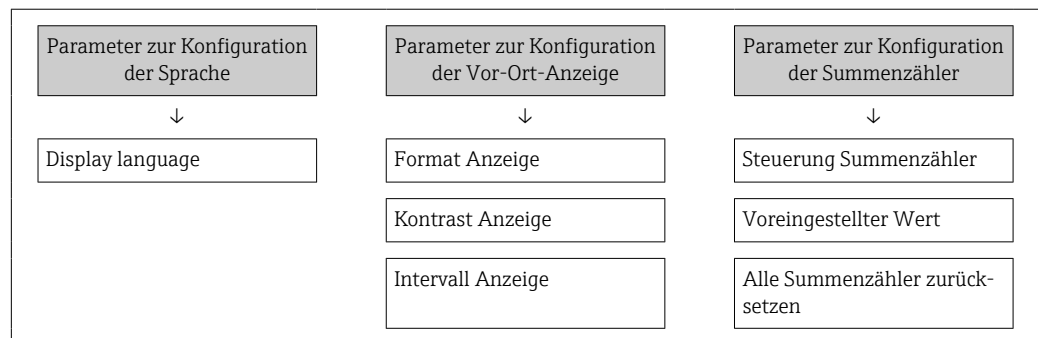 Parameter zur Konfiguration
der Sprache
↓
Display language
Parameter zur Konfiguration
der Vor-Ort-Anzeige
↓
Format Anzeige
Kontrast Anzeige
Intervall Anzeige
Parameter zur Konfiguration
der Summenzähler
↓
Steuerung Summenzähler
Voreingestellter Wert
Alle Summenzähler zurück-
setzen